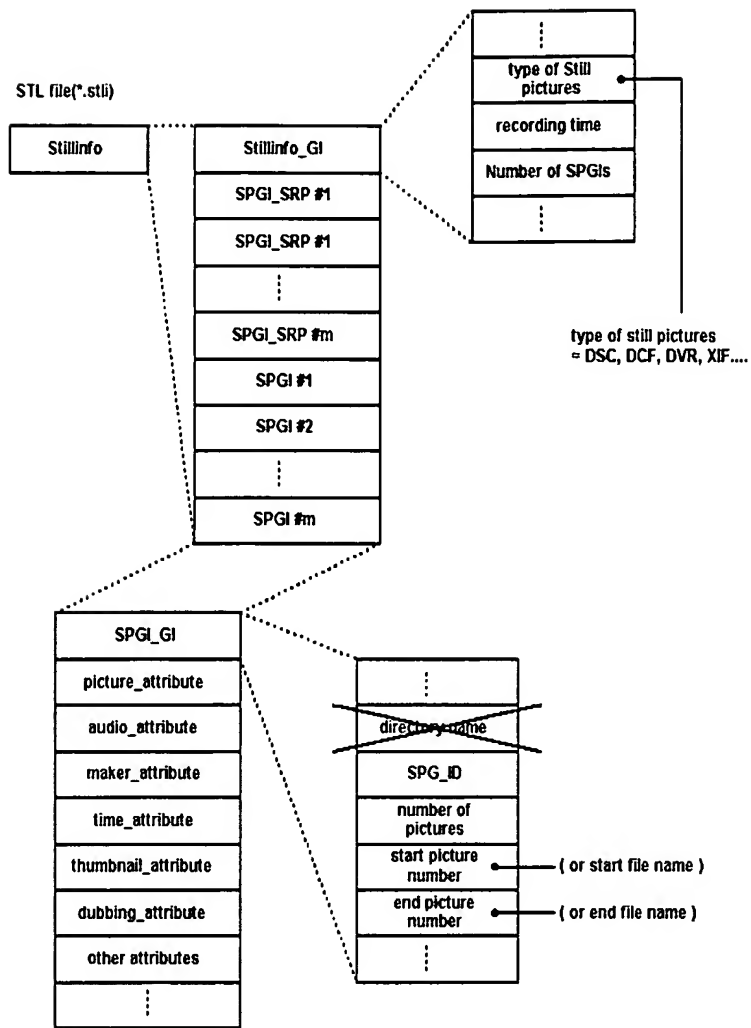 STL file(*.stli)
Stillinfo
Stillinfo_GI
SPGI_SRP #1
SPGI_SRP #1
SPGI_SRP #m
SPGI #1
SPGI #2
SPGI #m
type of Still
pictures
recording time
Number of SPGIs
type of still pictures
= DSC, DCF, DVR, XIF....
SPGI_GI
picture_attribute
audio_attribute
maker_attribute
time_attribute
thumbnail_attribute
dubbing_attribute
other attributes
directory name
SPG_ID
number of
pictures
start picture
number
( or start file name )
end picture
number
( or end file name )